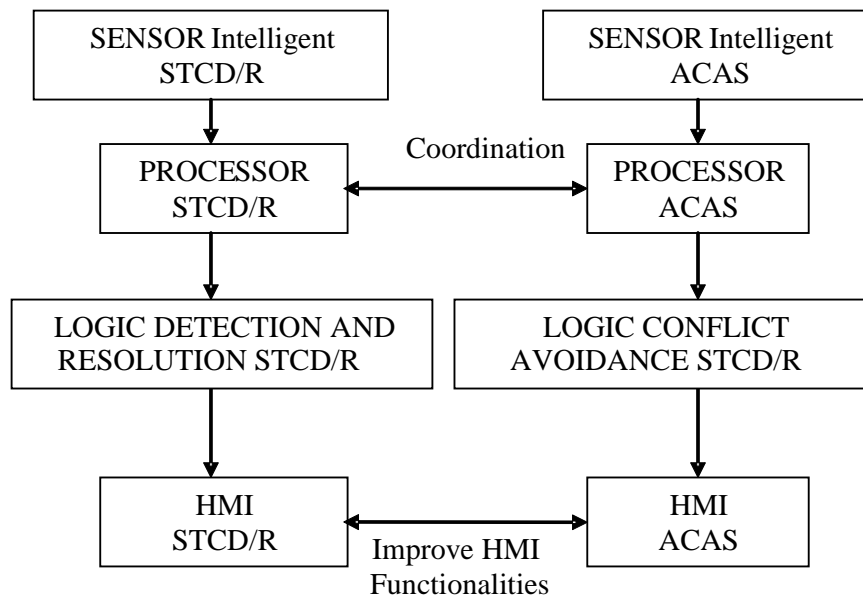 SENSOR Intelligent
STCD/R
SENSOR Intelligent
ACAS
Coordination
PROCESSOR
STCD/R
PROCESSOR
ACAS
LOGIC DETECTION AND
RESOLUTION STCD/R
LOGIC CONFLICT
AVOIDANCE STCD/R
HMI
STCD/R
HMI
ACAS
Improve HMI
Functionalities